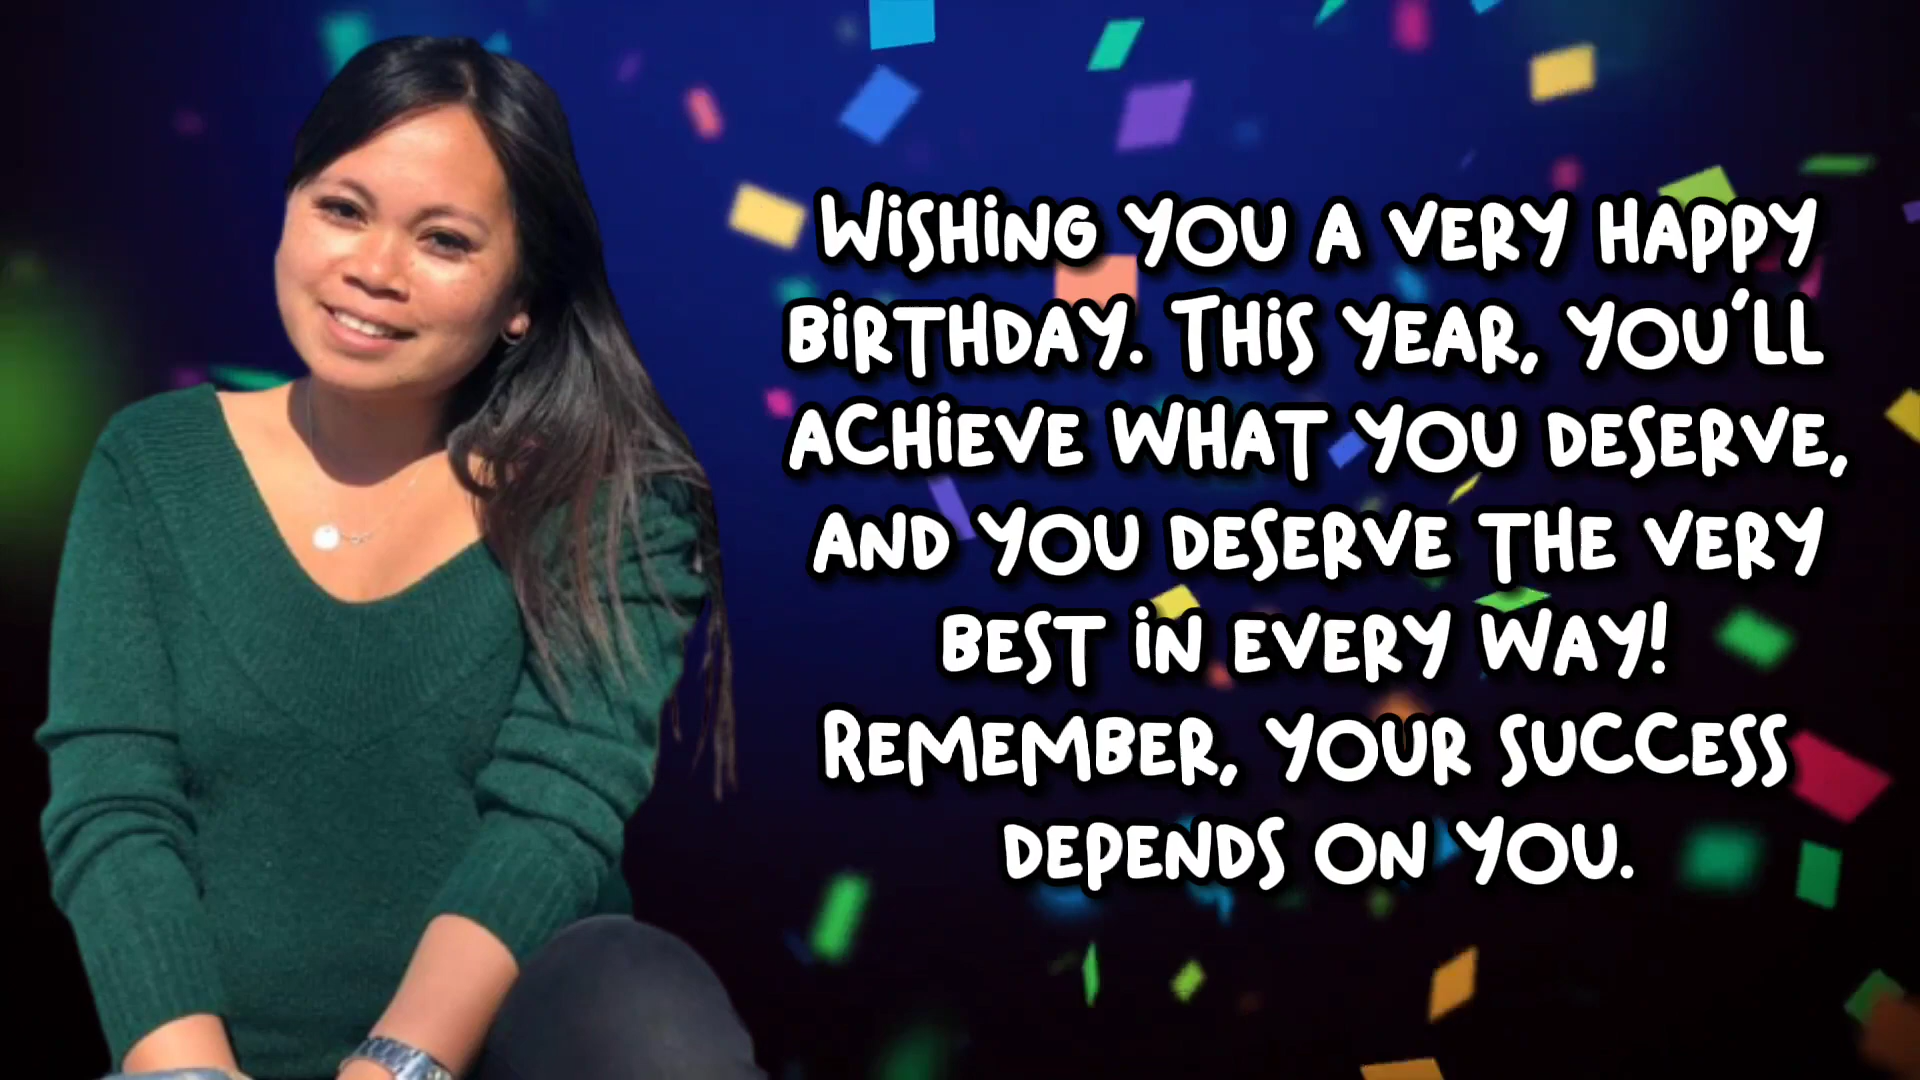 WiSHiNG YOU A VERY HAPPY
BiRTHDAY. THiS YEAR, YOU'LL
ACHiEVE WHAT YOU DESERVE,
AND YOU DESERVE THE VERY
BEST iN EVERY WAY!
REMEMBER, YOUR SUCCESS
DEPENDS ON YOU.